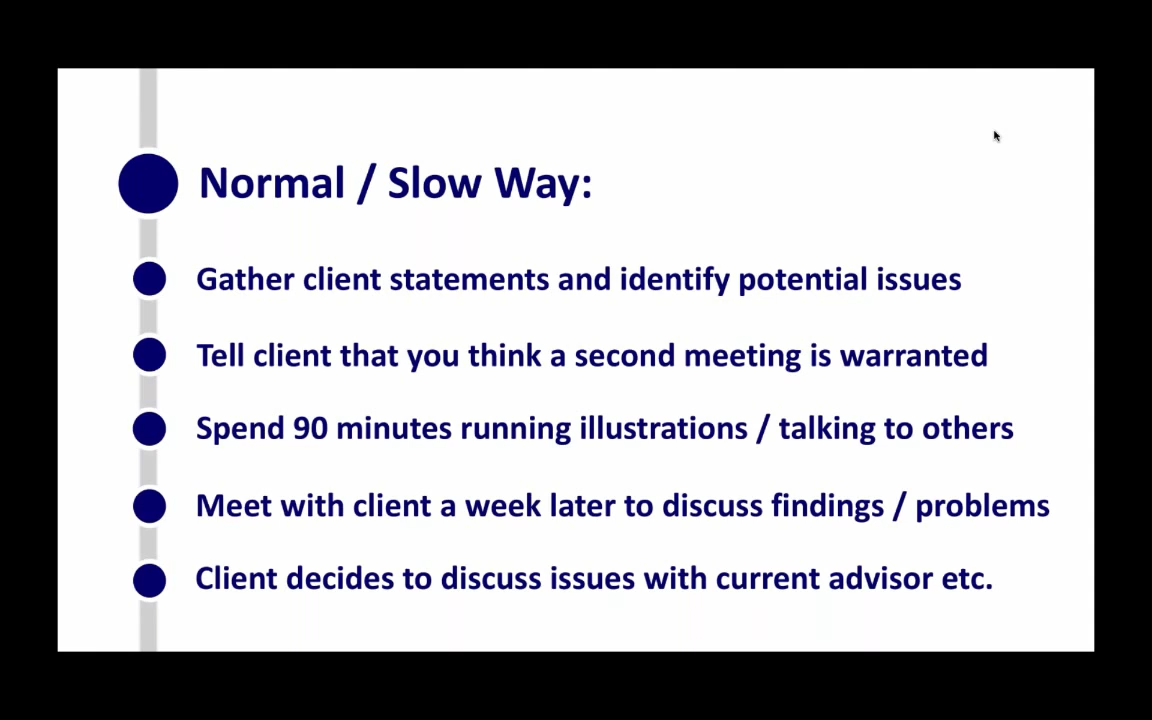 Normal / Slow Way:
Gather client statements and identify potential issues
Tell client that you think a second meeting is warranted
Spend 90 minutes running illustrations / talking to others
Meet with client a week later to discuss findings / problems
Client decides to discuss issues with current advisor etc.